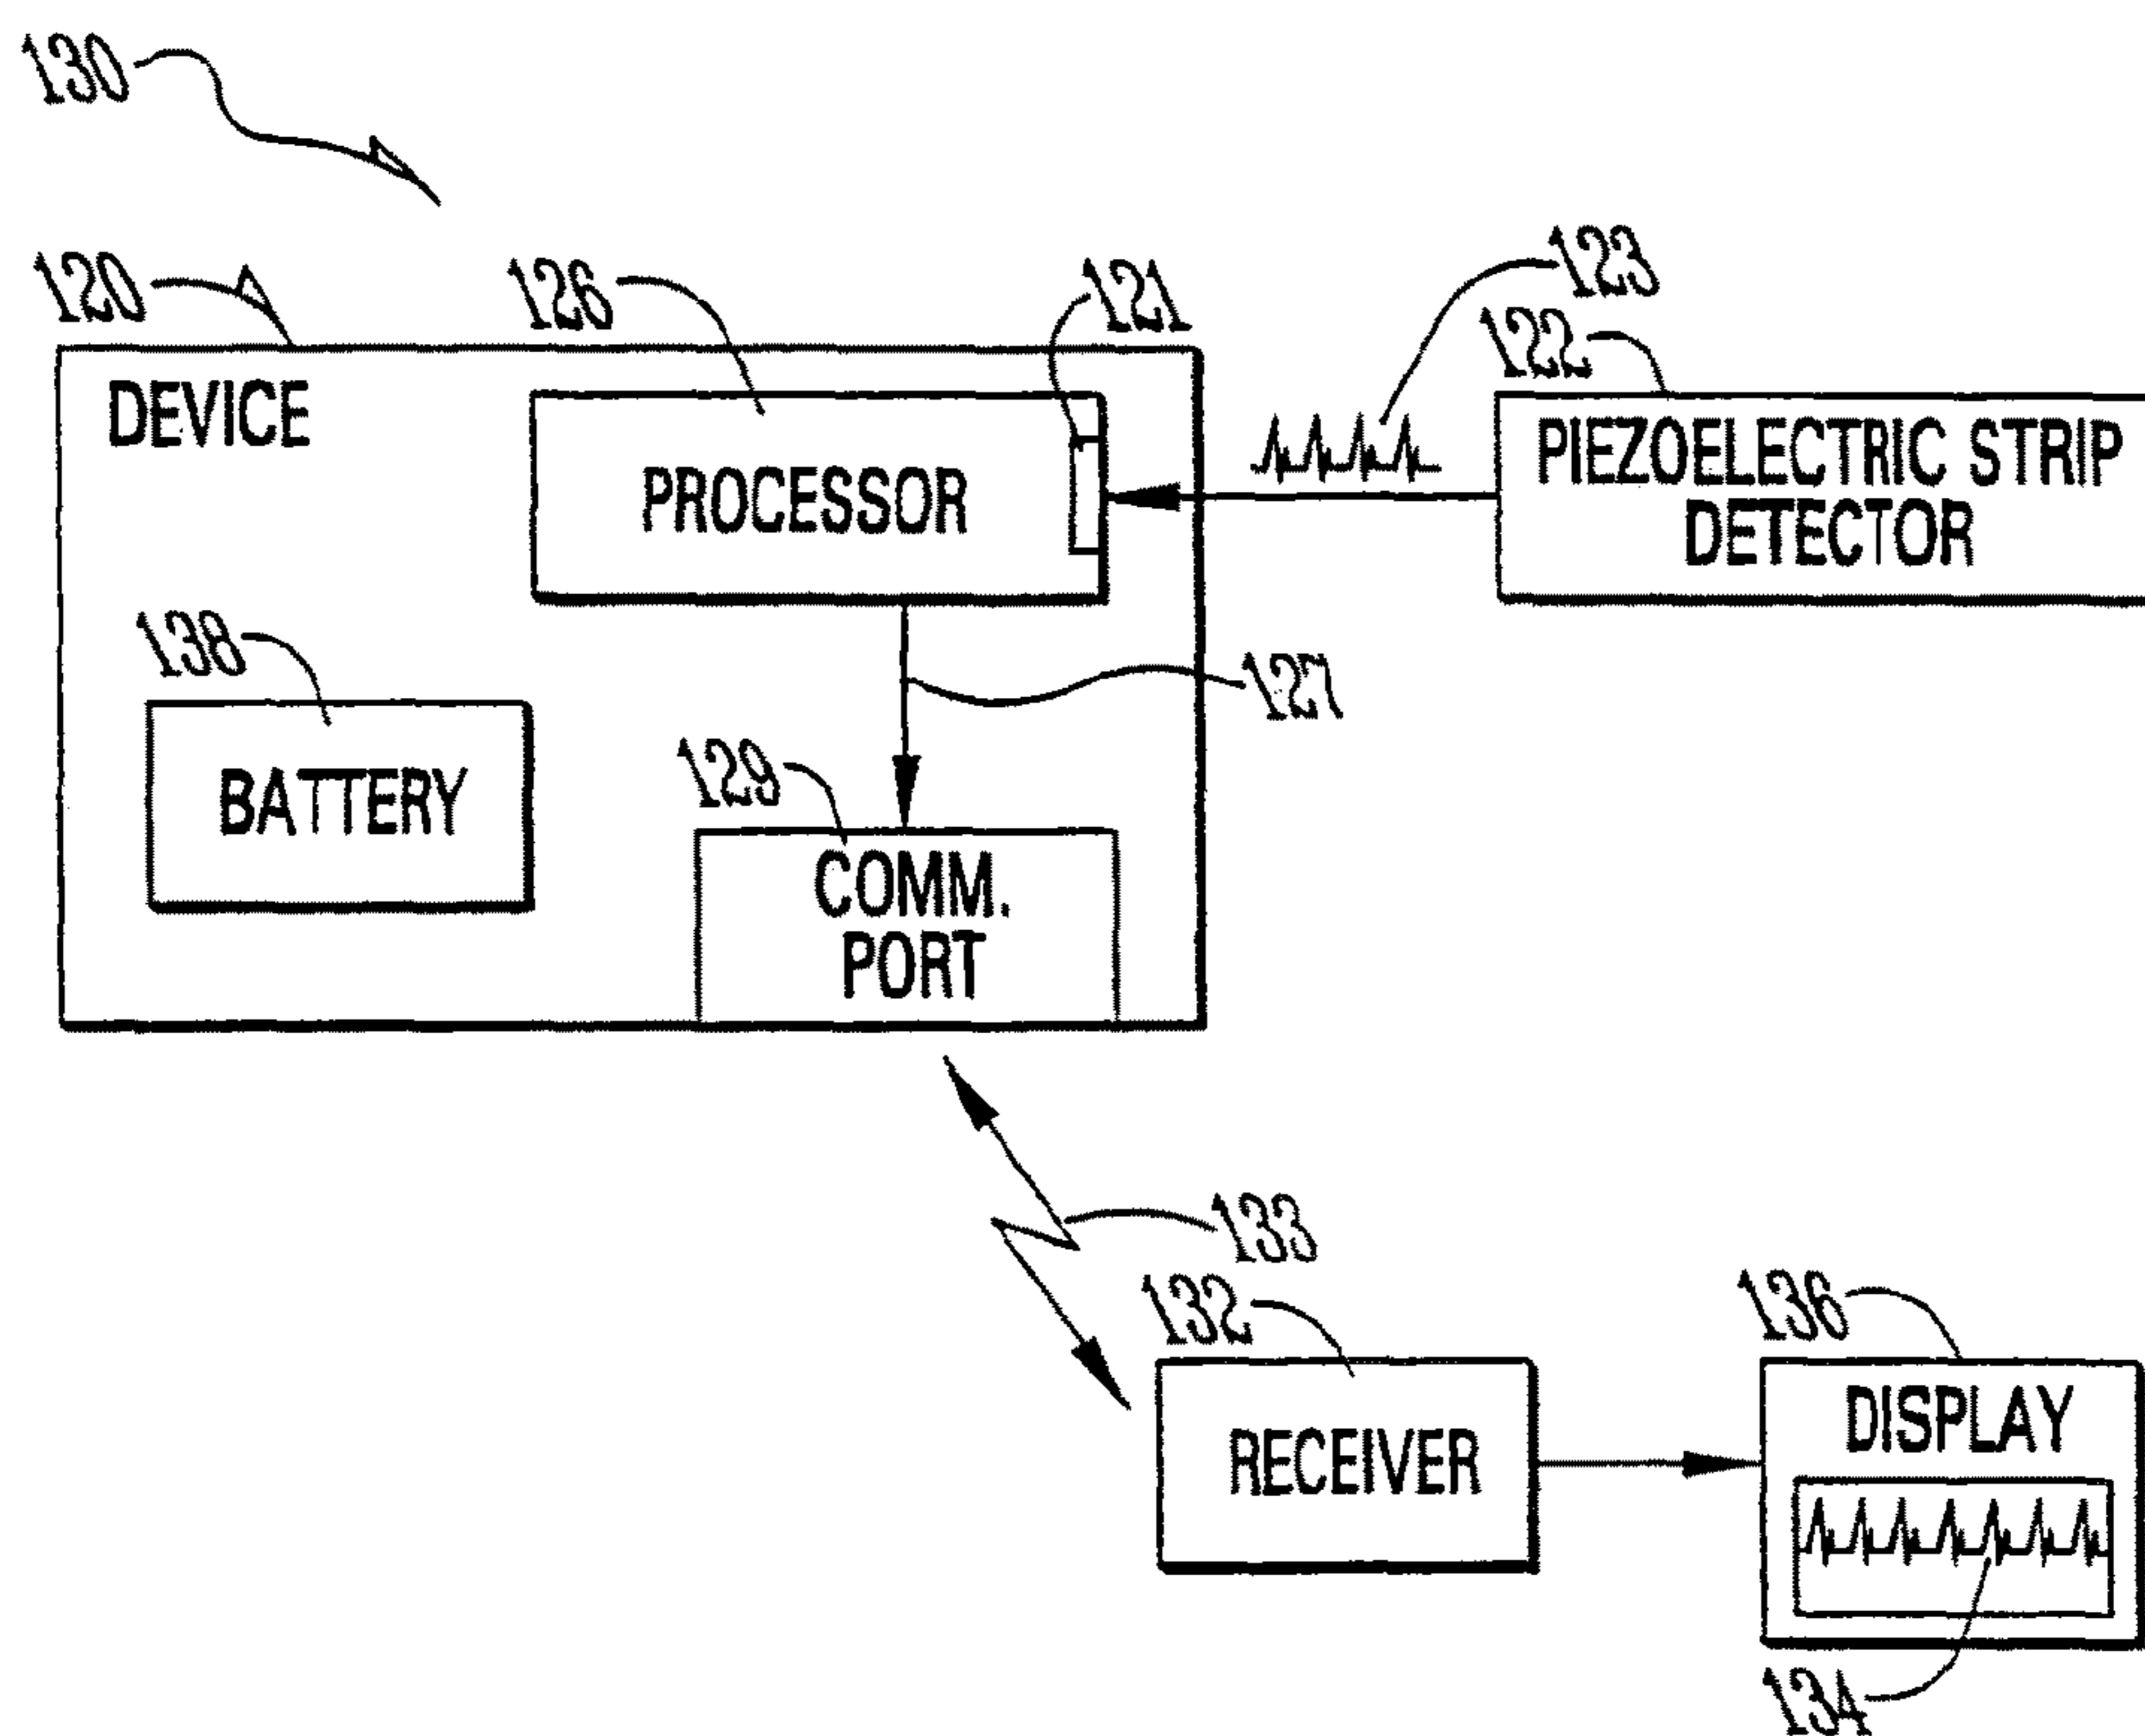 130
120
126
121
123
122
DEVICE
PROCESSOR
PIEZOELECTRIC STRIP
DETECTOR
138
127
BATTERY
129
COMM.
PORT
133
132
136
RECEIVER
DISPLAY
134